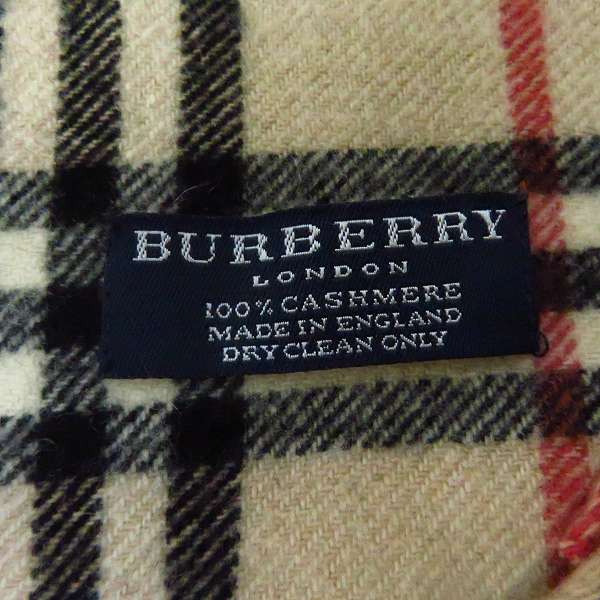 BURBERRY
LONDON
100% CASHMERE
MADE IN ENGLAND
DRY CLEAN ONLY